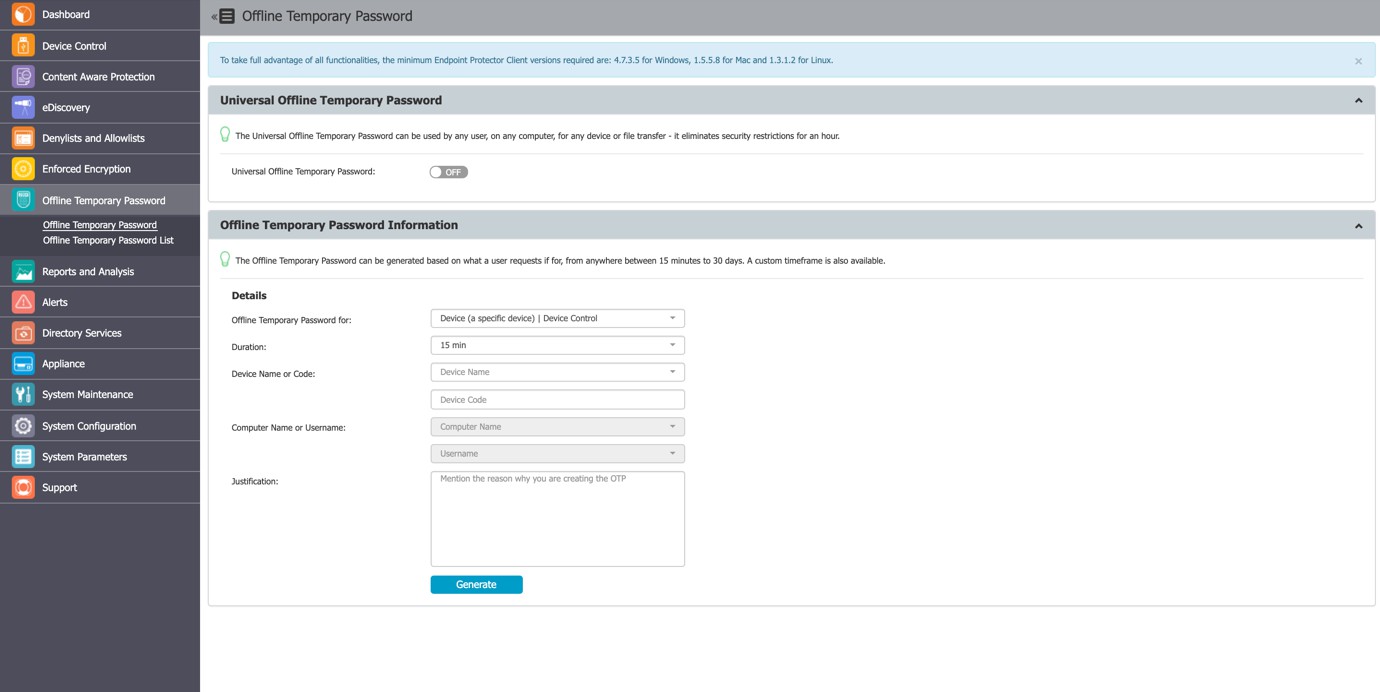 Dashboard
Device Control
Content Aware Protection
eDiscovery
Denylists and Allowlists
Enforced Encryption
Offline Temporary Password
Offline Temporary Password
Offline Temporary Password List
Reports and Analysis
Alerts
Directory Services
Appliance
System Maintenance
System Configuration
System Parameters
Support
Offline Temporary Password
To take full advantage of all functionalities, the minimum Endpoint Protector Client versions required are: 4.7.3.5 for Windows, 1.5.5.8 for Mac and 1.3.1.2 for Linux.
Universal Offline Temporary Password
The Universal Offline Temporary Password can be used by any user, on any computer, for any device or file transfer - it eliminates security restrictions for an hour.
Universal Offline Temporary Password: OFF
Offline Temporary Password Information
The Offline Temporary Password can be generated based on what a user requests if for, from anywhere between 15 minutes to 30 days. A custom timeframe is also available.
Details
Offline Temporary Password for: Device (a specific device) | Device Control
Duration: 15 min
Device Name or Code: Device Name
Device Code
Computer Name or Username: Computer Name
Username
Justification: Mention the reason why you are creating the OTP
Generate